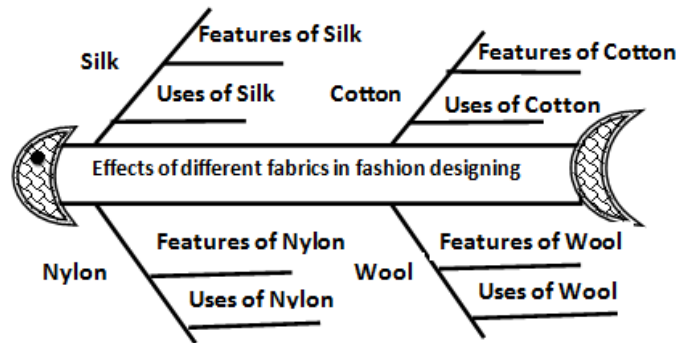 Features of Silk
Silk
Uses of Silk
Features of Cotton
Cotton
Uses of Cotton
Effects of different fabrics in fashion designing
Features of Nylon
Nylon
Uses of Nylon
Features of Wool
Wool
Uses of Wool